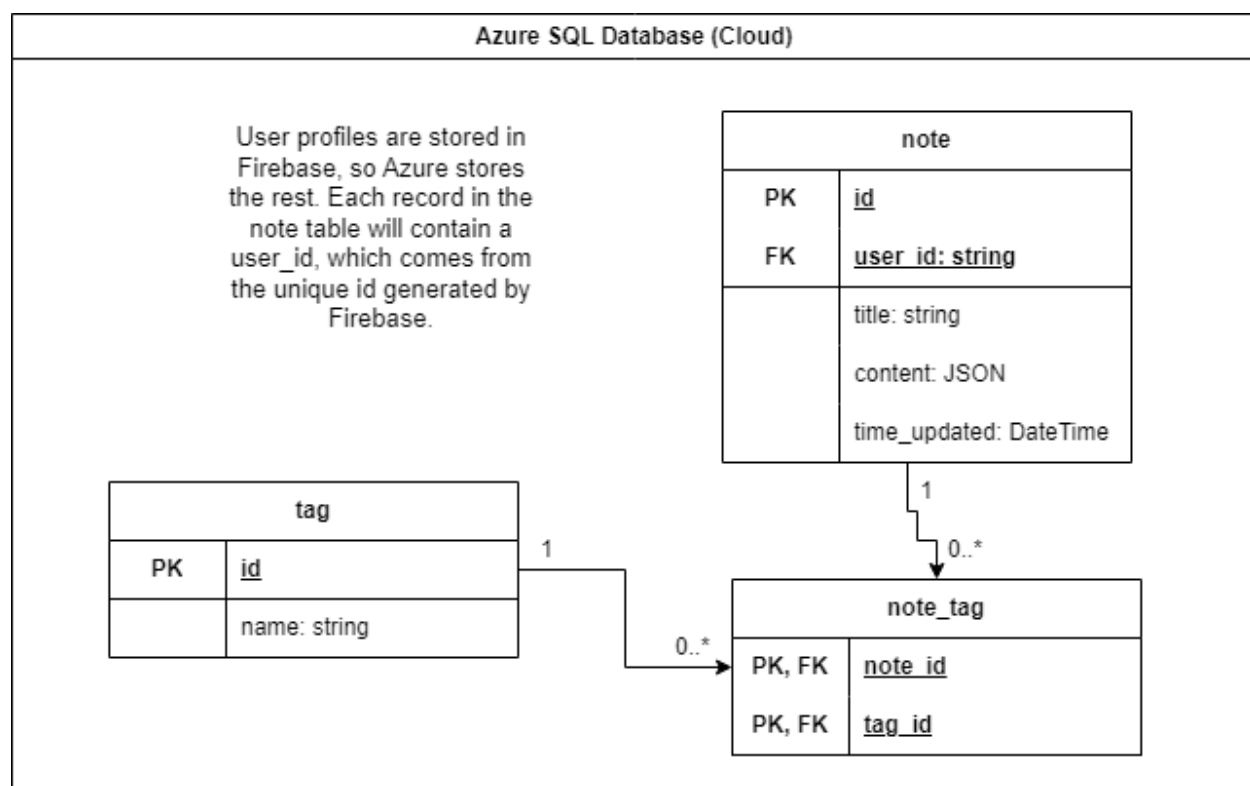 Azure SQL Database (Cloud)
User profiles are stored in
Firebase, so Azure stores
the rest. Each record in the
note table will contain a
user_id, which comes from
the unique id generated by
Firebase.
note
PK id
FK user_id: string
title: string
content: JSON
time_updated: DateTime
1
0..*
tag
PK id
name: string
1
0..*
note_tag
PK, FK note_id
PK, FK tag_id